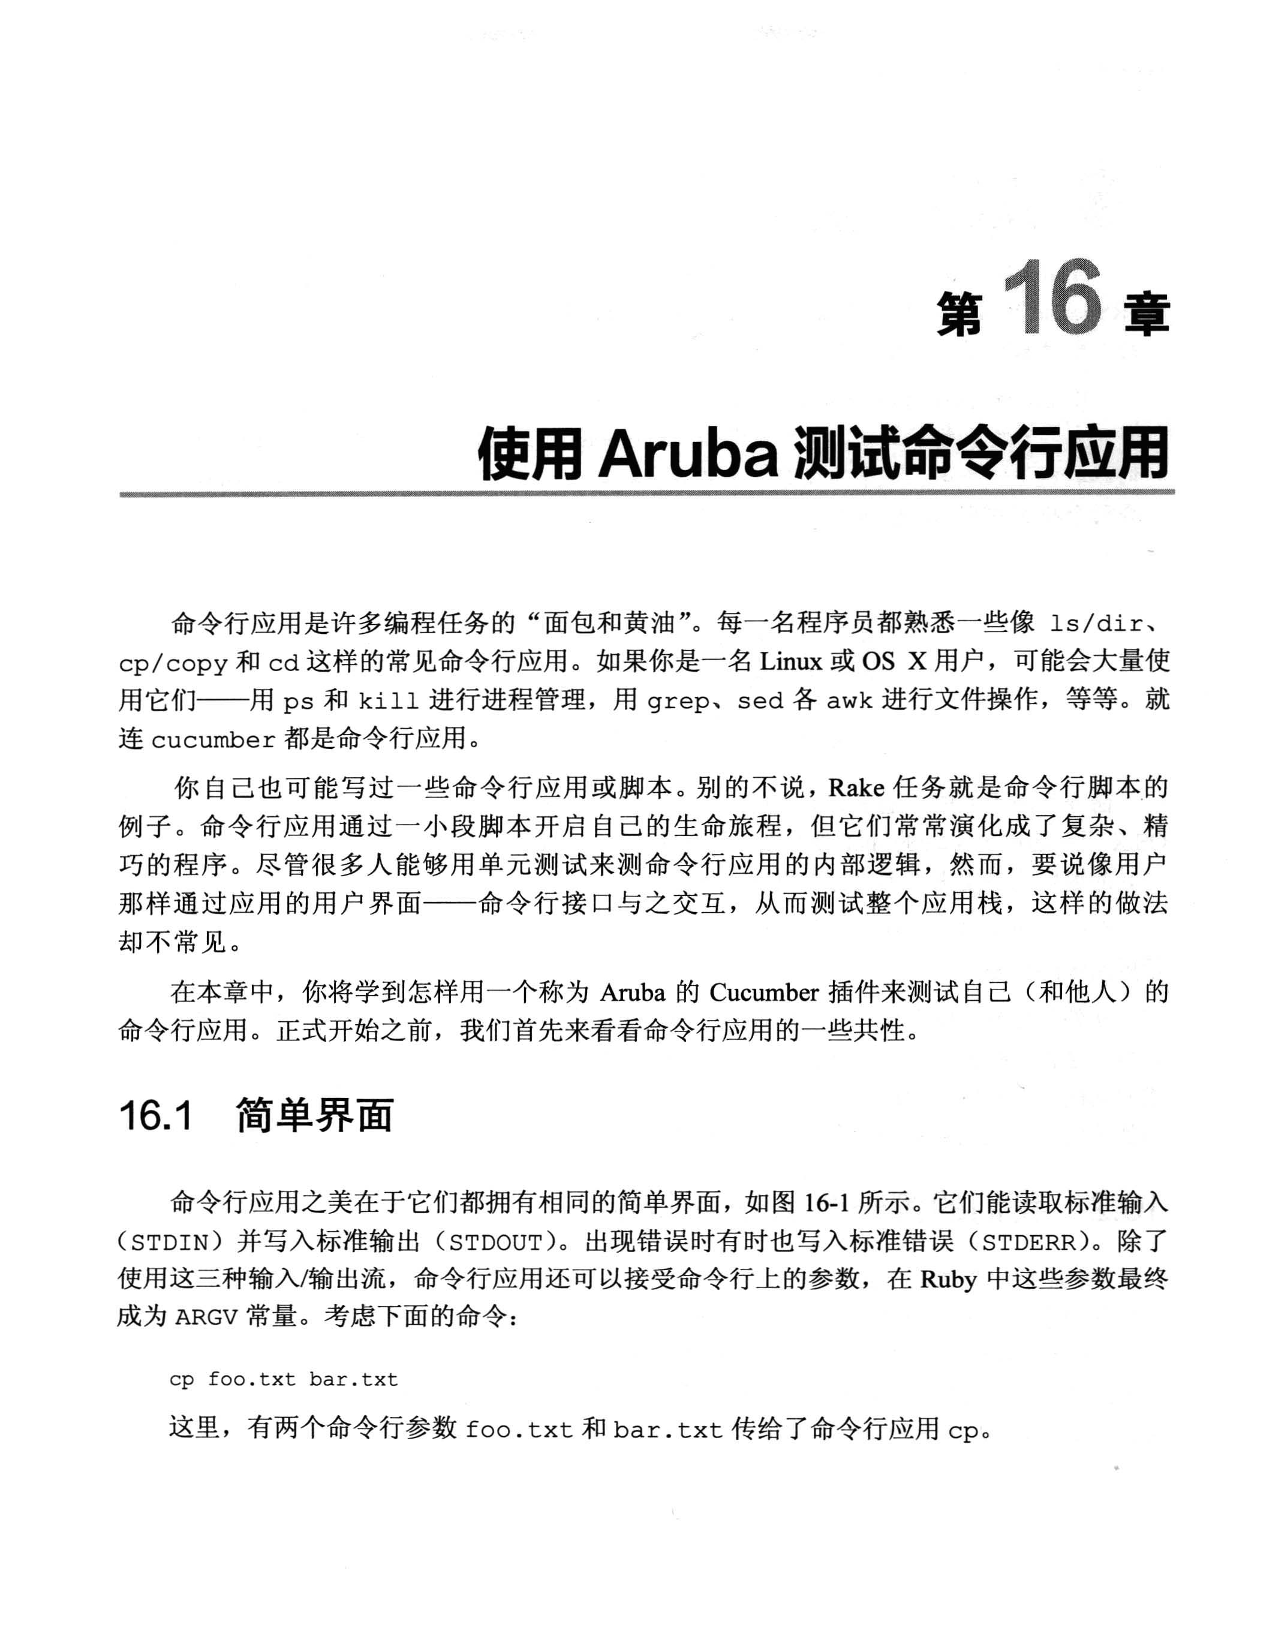 第 16 章
使用 Aruba 测试命令行应用
命令行应用是许多编程任务的“面包和黄油”。每一名程序员都熟悉一些像 ls/dir、
cp/copy 和 cd 这样的常见命令行应用。如果你是一名 Linux 或 OS X 用户，可能会大量使
用它们——用 ps 和 kill 进行进程管理，用 grep、sed 各 awk 进行文件操作，等等。就
连 cucumber 都是命令行应用。
你自己也可能写过一些命令行应用或脚本。别的不说，Rake 任务就是命令行脚本的
例子。命令行应用通过一小段脚本开启自己的生命旅程，但它们常常演化成了复杂、精
巧的程序。尽管很多人能够用单元测试来测命令行应用的内部逻辑，然而，要说像用户
那样通过应用的用户界面——命令行接口与之交互，从而测试整个应用栈，这样的做法
却不常见。
在本章中，你将学到怎样用一个称为 Aruba 的 Cucumber 插件来测试自己（和他人）的
命令行应用。正式开始之前，我们首先来看看命令行应用的一些共性。
16.1 简单界面
命令行应用之美在于它们都拥有相同的简单界面，如图 16-1 所示。它们能读取标准输入
（STDIN）并写入标准输出（STDOUT）。出现错误时有时也写入标准错误（STDERR）。除了
使用这三种输入/输出流，命令行应用还可以接受命令行上的参数，在 Ruby 中这些参数最终
成为 ARGV 常量。考虑下面的命令：
cp foo.txt bar.txt
这里，有两个命令行参数 foo.txt 和 bar.txt 传给了命令行应用 cp。